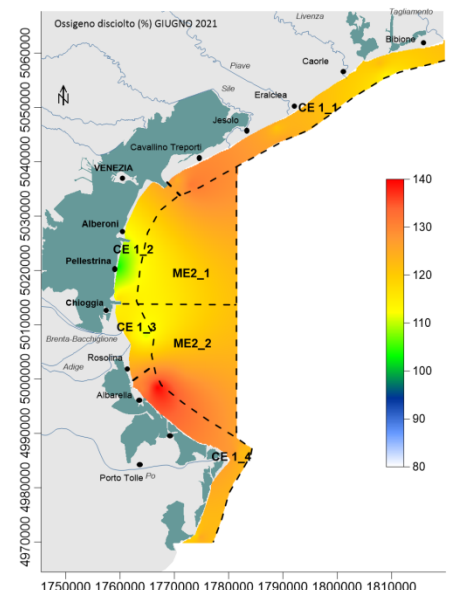 Ossigeno disciolto (%) GIUGNO 2021
Tagliamento
Livenza
Bibione
Caorle
Piave
Eraclea
CE 1_1
Sile
Jesolo
Cavallino Treporti
VENEZIA
Alberoni
CE 1_2
Pellestrina
ME2_1
Chioggia
CE 1_3
Brenta-Bacchiglione
ME2_2
Rosolina
Adige
Albarella
CE 1_4
Porto Tolle
Po
N
140
130
120
110
100
90
80
5060000
5050000
5040000
5030000
5020000
5010000
5000000
4990000
4980000
4970000
1750000 1760000 1770000 1780000 1790000 1800000 1810000